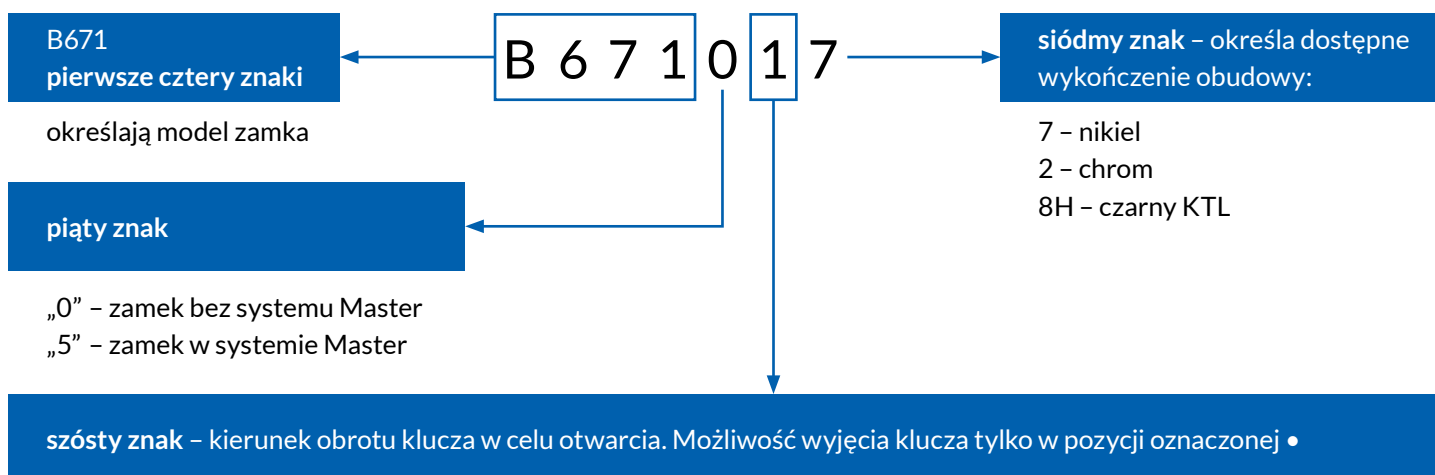 B671
pierwsze cztery znaki
B 6 7 1 0 1 7
siódmy znak – określa dostępne
wykończenie obudowy:
określają model zamka
7 – nikiel
2 – chrom
8H – czarny KTL
piąty znak
„0” – zamek bez systemu Master
„5” – zamek w systemie Master
szósty znak – kierunek obrotu klucza w celu otwarcia. Możliwość wyjęcia klucza tylko w pozycji oznaczonej •